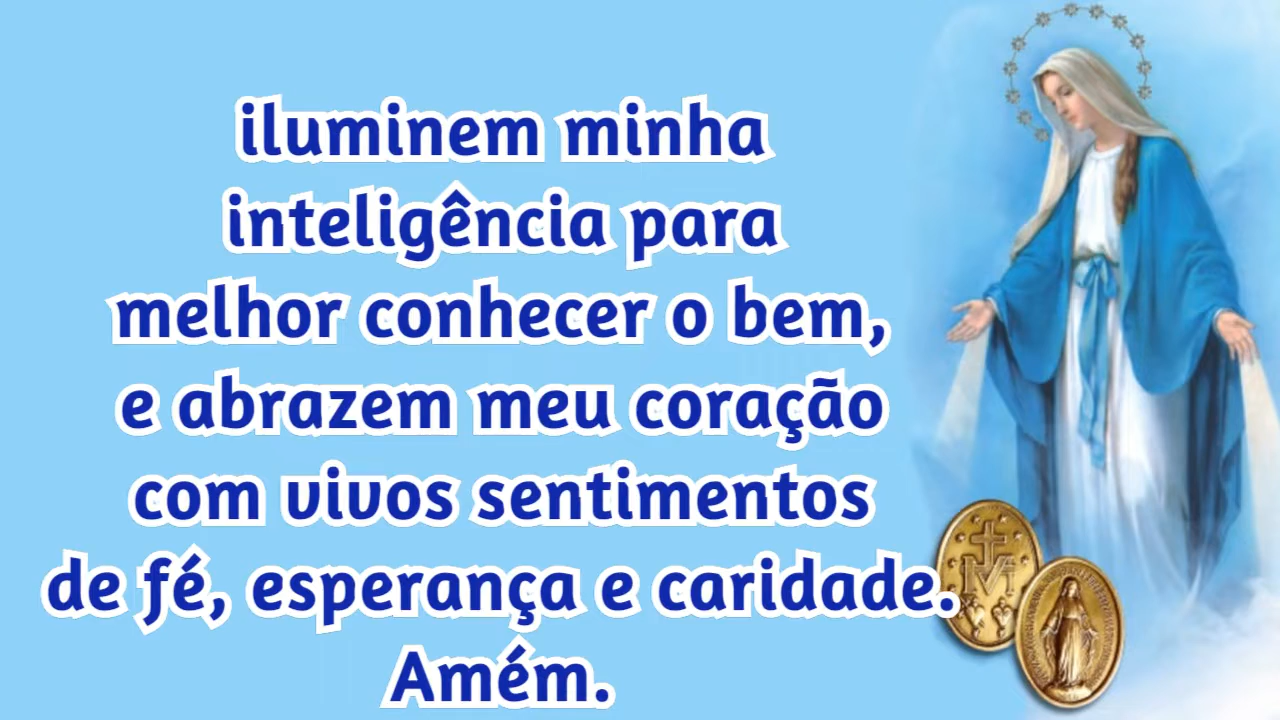 iluminem minha
inteligência para
melhor conhecer o bem,
e abrazem meu coração
com vivos sentimentos
de fé, esperança e caridade.
Amém.